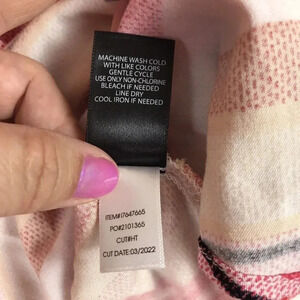 MACHINE WASH COLD
WITH LIKE COLORS
GENTLE CYCLE
USE ONLY NON-CHLORINE
BLEACH IF NEEDED
LINE DRY
COOL IRON IF NEEDED
ITEM#17647665
PO#2101365
CUT#HT
CUT DATE:03/2022